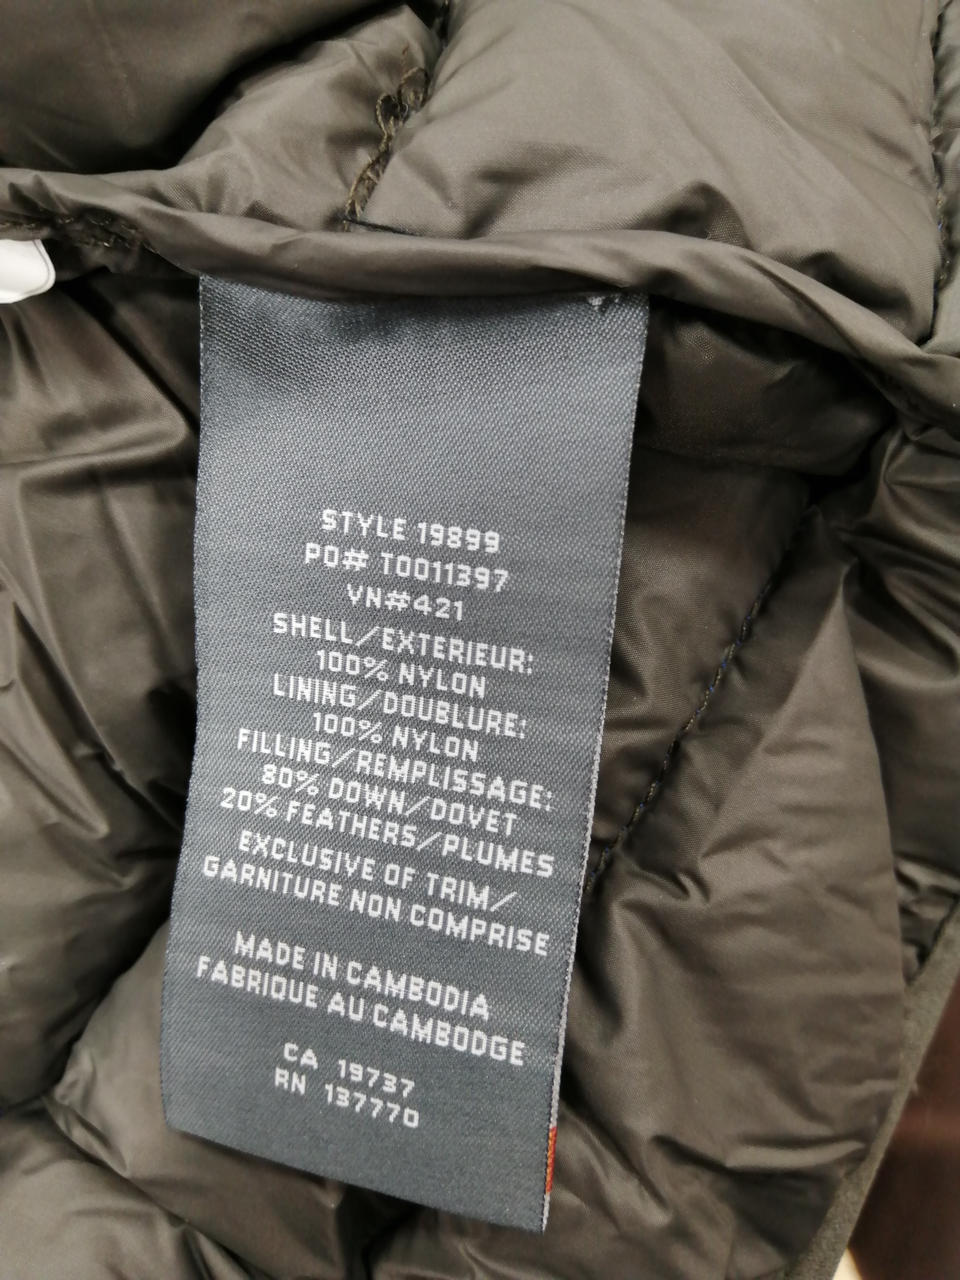 STYLE 19899
PO# T0011397
VN#421
SHELL/EXTERIEUR:
100% NYLON
LINING/DOUBLURE:
100% NYLON
FILLING/REMPLISSAGE:
80% DOWN/DOVET
20% FEATHERS/PLUMES
EXCLUSIVE OF TRIM/
GARNITURE NON COMPRISE
MADE IN CAMBODIA
FABRIQUE AU CAMBODGE
CA 19737
RN 137770